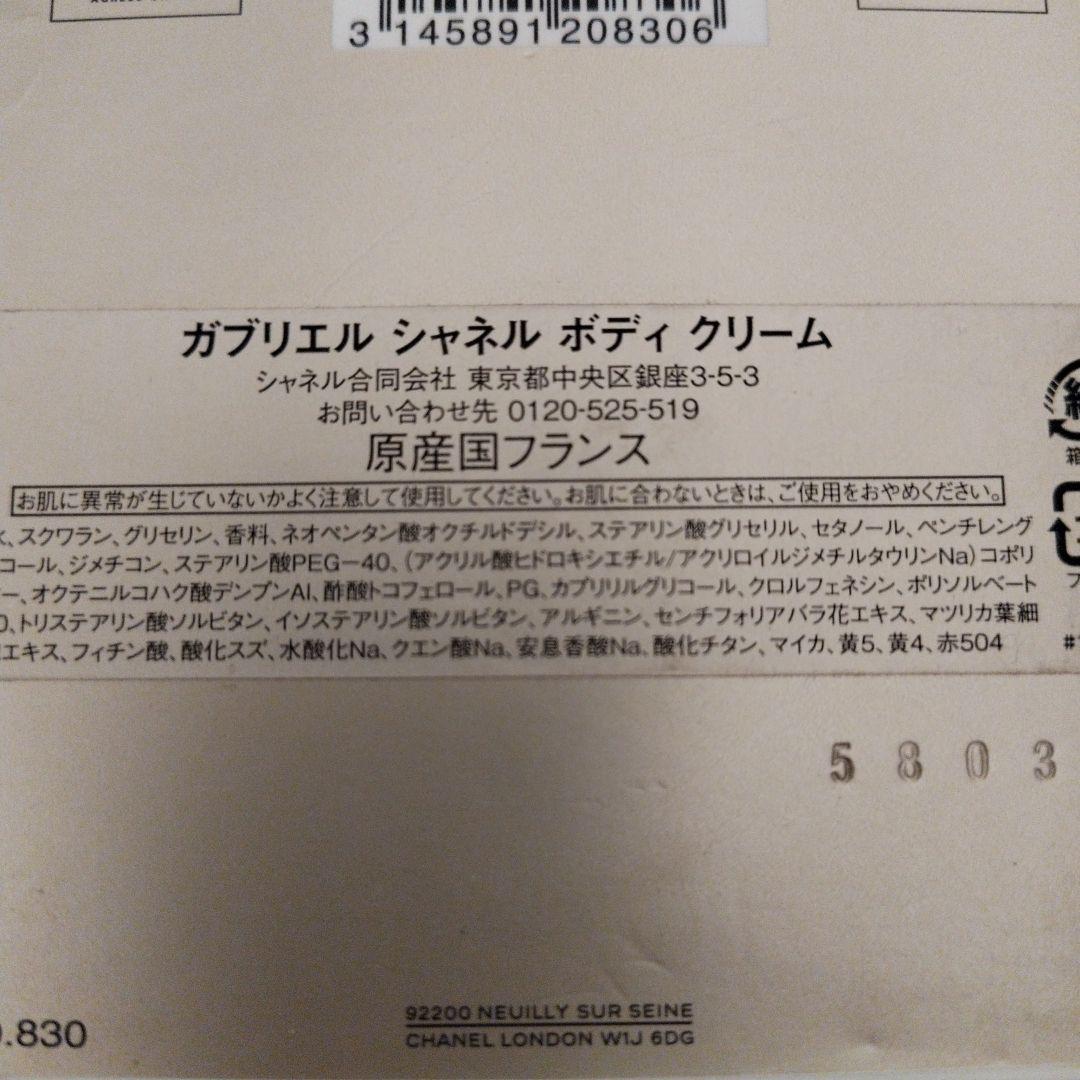 3 145891 208306
ガブリエル シャネル ボディ クリーム
シャネル合同会社 東京都中央区銀座3-5-3
お問い合わせ先 0120-525-519
原産国フランス
お肌に異常が生じていないかよく注意して使用してください。お肌に合わないときは、ご使用をおやめください。
、スクワラン、グリセリン、香料、ネオペンタン酸オクチルドデシル、ステアリン酸グリセリル、セタノール、ペンチレング
コール、ジメチコン、ステアリン酸PEG-40、(アクリル酸ヒドロキシエチル/アクリロイルジメチルタウリンNa)コポリ
ー、オクテニルコハク酸デンプンAl、酢酸トコフェロール、PG、カプリリルグリコール、クロルフェネシン、ポリソルベート
0、トリステアリン酸ソルビタン、イソステアリン酸ソルビタン、アルギニン、センチフォリアバラ花エキス、マツリカ葉細
エキス、フィチン酸、酸化スズ、水酸化Na、クエン酸Na、安息香酸Na、酸化チタン、マイカ、黄5、黄4、赤504
5803
.830
92200 NEUILLY SUR SEINE
CHANEL LONDON W1J 6DG